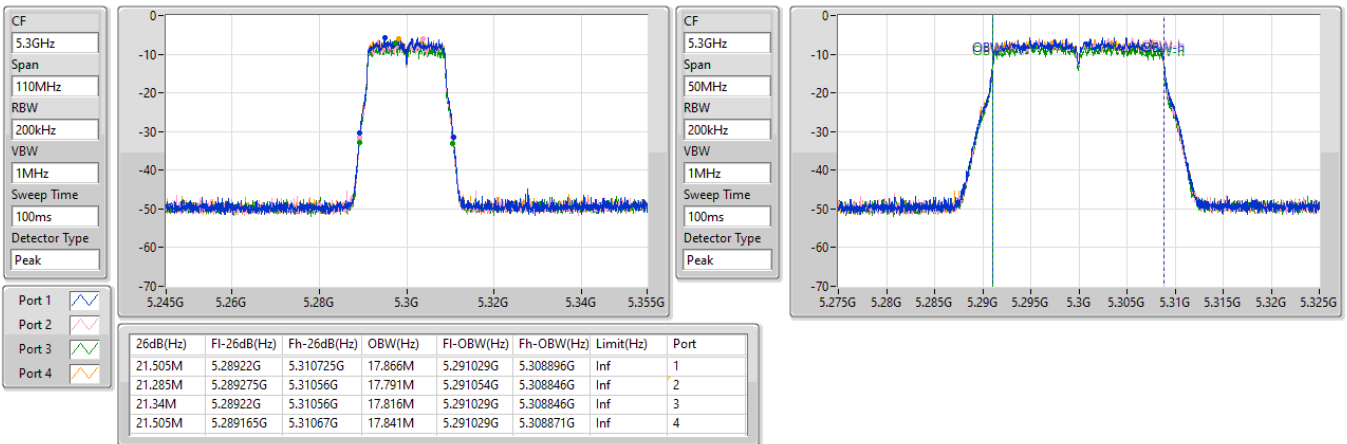 CF
5.3GHz
Span
110MHz
RBW
200kHz
VBW
1MHz
Sweep Time
100ms
Detector Type
Peak
0
-10
-20
-30
-40
-50
-60
-70
5.245G 5.26G 5.28G 5.3G 5.32G 5.34G 5.355G
CF
5.3GHz
Span
50MHz
RBW
200kHz
VBW
1MHz
Sweep Time
100ms
Detector Type
Peak
0
-10
-20
-30
-40
-50
-60
-70
5.275G 5.28G 5.285G 5.29G 5.295G 5.3G 5.305G 5.31G 5.315G 5.32G 5.325G
Port 1
Port 2
Port 3
Port 4
26dB(Hz) Fl-26dB(Hz) Fh-26dB(Hz) OBW(Hz) Fl-OBW(Hz) Fh-OBW(Hz) Limit(Hz) Port
21.505M 5.28922G 5.310725G 17.866M 5.291029G 5.308896G Inf 1
21.285M 5.289275G 5.31056G 17.791M 5.291054G 5.308846G Inf 2
21.34M 5.28922G 5.31056G 17.816M 5.291029G 5.308846G Inf 3
21.505M 5.289165G 5.31067G 17.841M 5.291029G 5.308871G Inf 4